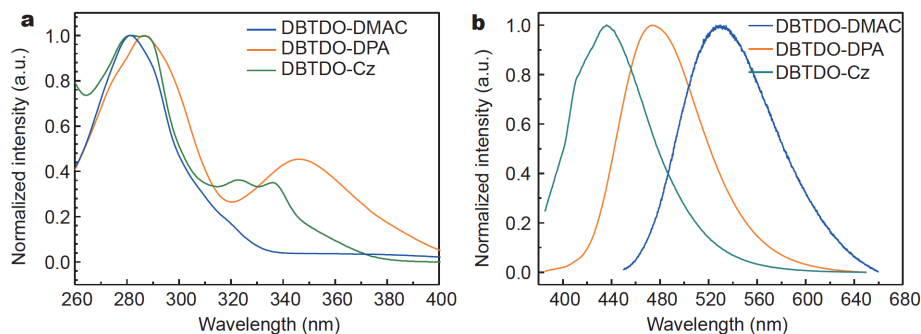 a
DBTDO-DMAC
DBTDO-DPA
DBTDO-Cz
Normalized intensity (a.u.)
1.0
0.8
0.6
0.4
0.2
0.0
260 280 300 320 340 360 380 400
Wavelength (nm)
b
DBTDO-DMAC
DBTDO-DPA
DBTDO-Cz
Normalized intensity (a.u.)
1.0
0.8
0.6
0.4
0.2
0.0
400 440 480 520 560 600 640 680
Wavelength (nm)